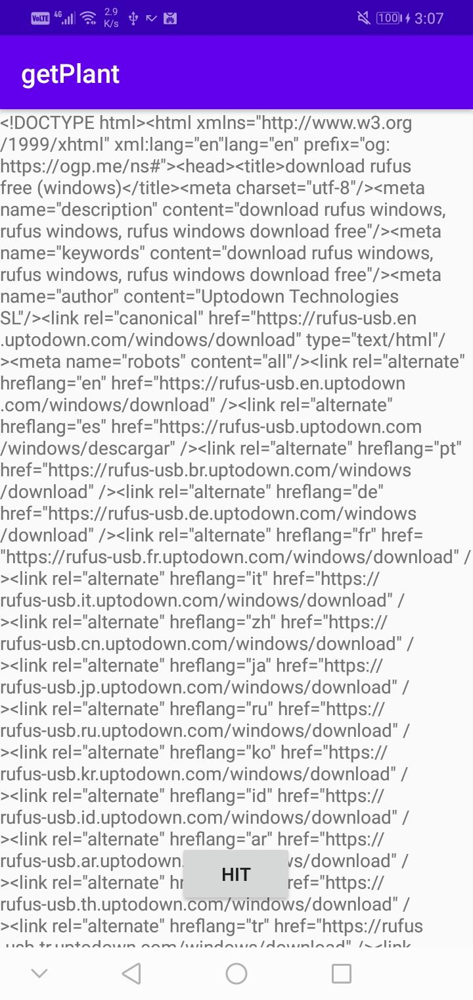 VoLTE 4G 2.9 K/s 100 3:07
getPlant
<!DOCTYPE html><html xmlns="http://www.w3.org
/1999/xhtml" xml:lang="en"lang="en" prefix="og:
https://ogp.me/ns#"><head><title>download rufus
free (windows)</title><meta charset="utf-8"/><meta
name="description" content="download rufus windows,
rufus windows, rufus windows download free"/><meta
name="keywords" content="download rufus windows,
rufus windows, rufus windows download free"/><meta
name="author" content="Uptodown Technologies
SL"/><link rel="canonical" href="https://rufus-usb.en
.uptodown.com/windows/download" type="text/html"/
><meta name="robots" content="all"/><link rel="alternate"
hreflang="en" href="https://rufus-usb.en.uptodown
.com/windows/download" /><link rel="alternate"
hreflang="es" href="https://rufus-usb.uptodown.com
/windows/descargar" /><link rel="alternate" hreflang="pt"
href="https://rufus-usb.br.uptodown.com/windows
/download" /><link rel="alternate" hreflang="de"
href="https://rufus-usb.de.uptodown.com/windows
/download" /><link rel="alternate" hreflang="fr" href=
"https://rufus-usb.fr.uptodown.com/windows/download" /
><link rel="alternate" hreflang="it" href="https://
rufus-usb.it.uptodown.com/windows/download" /
><link rel="alternate" hreflang="zh" href="https://
rufus-usb.cn.uptodown.com/windows/download" /
><link rel="alternate" hreflang="ja" href="https://
rufus-usb.jp.uptodown.com/windows/download" /
><link rel="alternate" hreflang="ru" href="https://
rufus-usb.ru.uptodown.com/windows/download" /
><link rel="alternate" hreflang="ko" href="https://
rufus-usb.kr.uptodown.com/windows/download" /
><link rel="alternate" hreflang="id" href="https://
rufus-usb.id.uptodown.com/windows/download" /
><link rel="alternate" hreflang="ar" href="https://
rufus-usb.ar.uptodown. ws/download" /
HIT
><link rel="alternate" hr ref="https://
rufus-usb.th.uptodown.com/windows/download" /
><link rel="alternate" hreflang="tr" href="https://rufus
-usb.tr.uptodown.com/windows/download" /><link